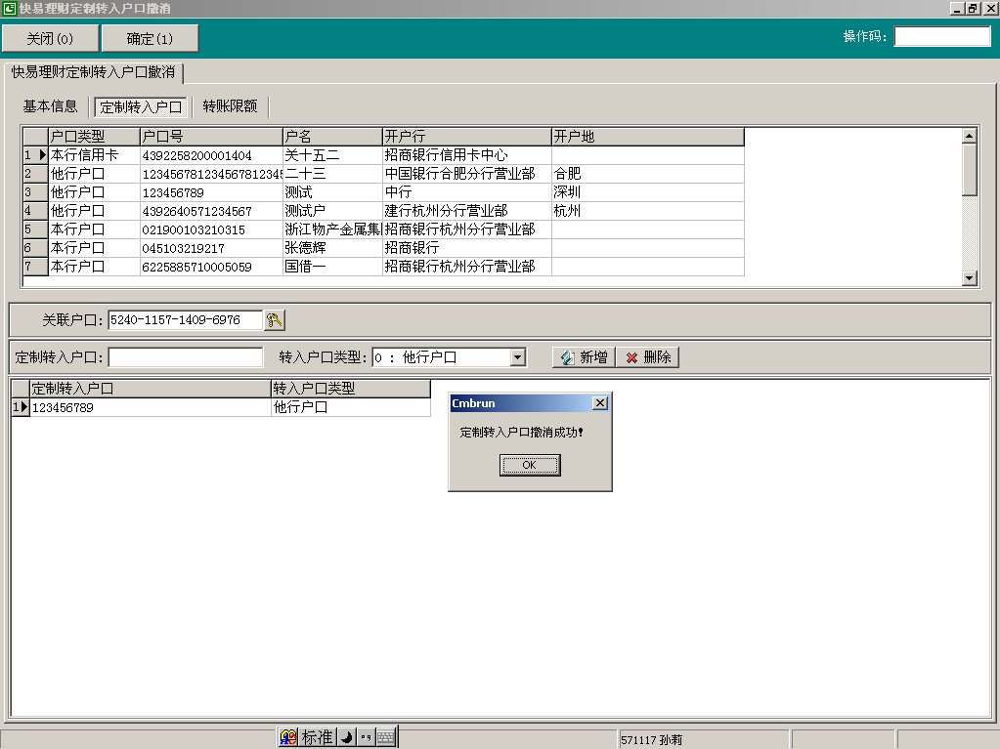 快易理财定制转入户口撤消
关闭(0) 确定(1) 操作码:
快易理财定制转入户口撤消
基本信息 定制转入户口 转账限额
户口类型 户口号 户名 开户行 开户地
1 本行信用卡 4392258200001404 关十五二 招商银行信用卡中心
2 他行户口 123456781234567812345 二十三 中国银行合肥分行营业部 合肥
3 他行户口 123456789 测试 中行 深圳
4 他行户口 4392640571234567 测试户 建行杭州分行营业部 杭州
5 本行户口 021900103210315 浙江物产金属集 招商银行杭州分行营业部
6 本行户口 045103219217 张德辉 招商银行
7 本行户口 6225885710005059 国借一 招商银行杭州分行营业部
关联户口: 5240-1157-1409-6976
定制转入户口: 转入户口类型: 0 : 他行户口 新增 删除
定制转入户口 转入户口类型
1 123456789 他行户口
Cmbrun
定制转入户口撤消成功!
OK
标准 571117 孙莉